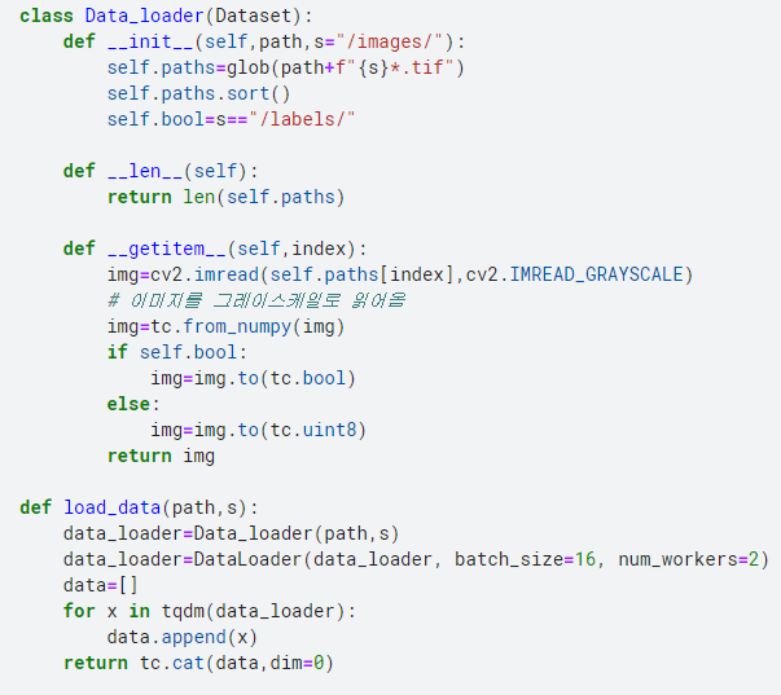 class Data_loader(Dataset):
    def __init__(self,path,s="/images/"):
        self.paths=glob(path+f"{s}*.tif")
        self.paths.sort()
        self.bool=s=="/labels/"

    def __len__(self):
        return len(self.paths)

    def __getitem__(self,index):
        img=cv2.imread(self.paths[index],cv2.IMREAD_GRAYSCALE)
        # 이미지를 그레이스케일로 읽어옴
        img=tc.from_numpy(img)
        if self.bool:
            img=img.to(tc.bool)
        else:
            img=img.to(tc.uint8)
        return img

def load_data(path,s):
    data_loader=Data_loader(path,s)
    data_loader=DataLoader(data_loader, batch_size=16, num_workers=2)
    data=[]
    for x in tqdm(data_loader):
        data.append(x)
    return tc.cat(data,dim=0)